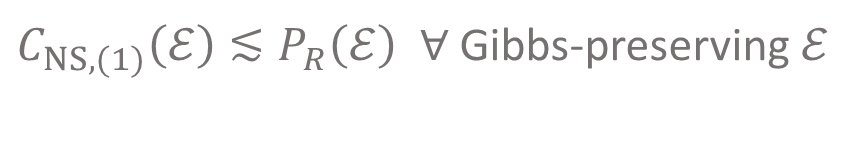 C_{NS,(1)}(ℰ) ≲ P_R(ℰ) ∀ Gibbs-preserving ℰ